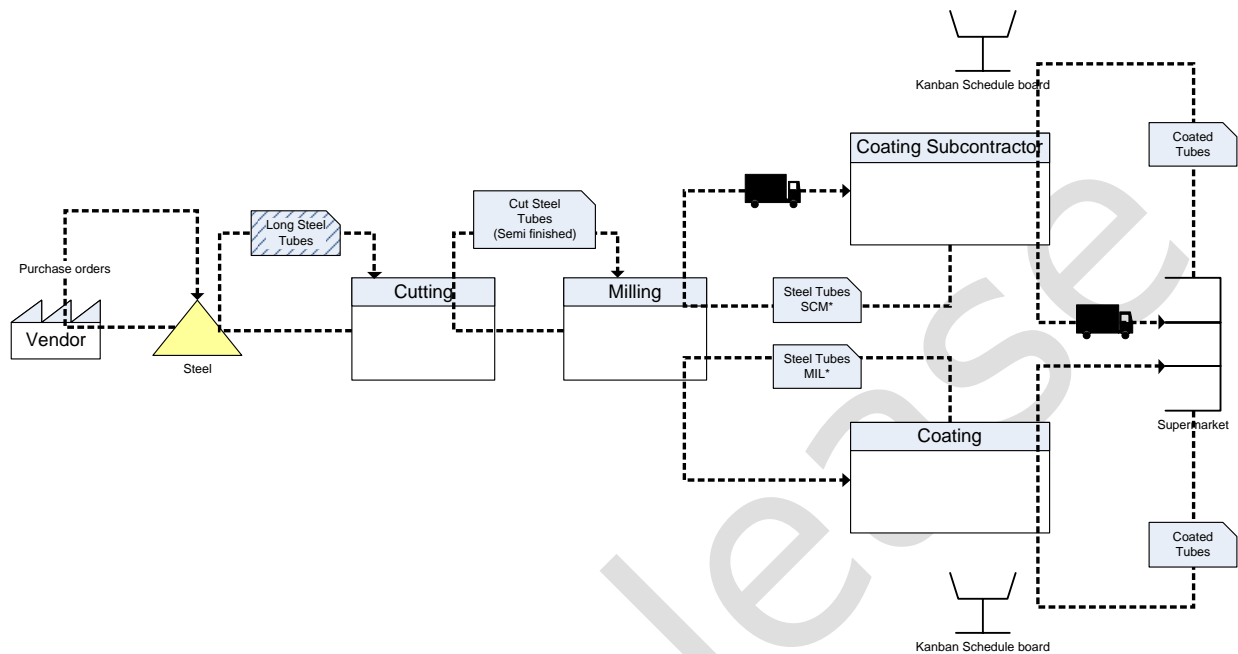 Kanban Schedule board
Coated
Tubes
Coating Subcontractor
Cut Steel
Tubes
(Semi finished)
Long Steel
Tubes
Purchase orders
Cutting
Milling
Steel Tubes
SCM*
Vendor
Steel
Steel Tubes
MIL*
Supermarket
Coating
Coated
Tubes
Kanban Schedule board
lease